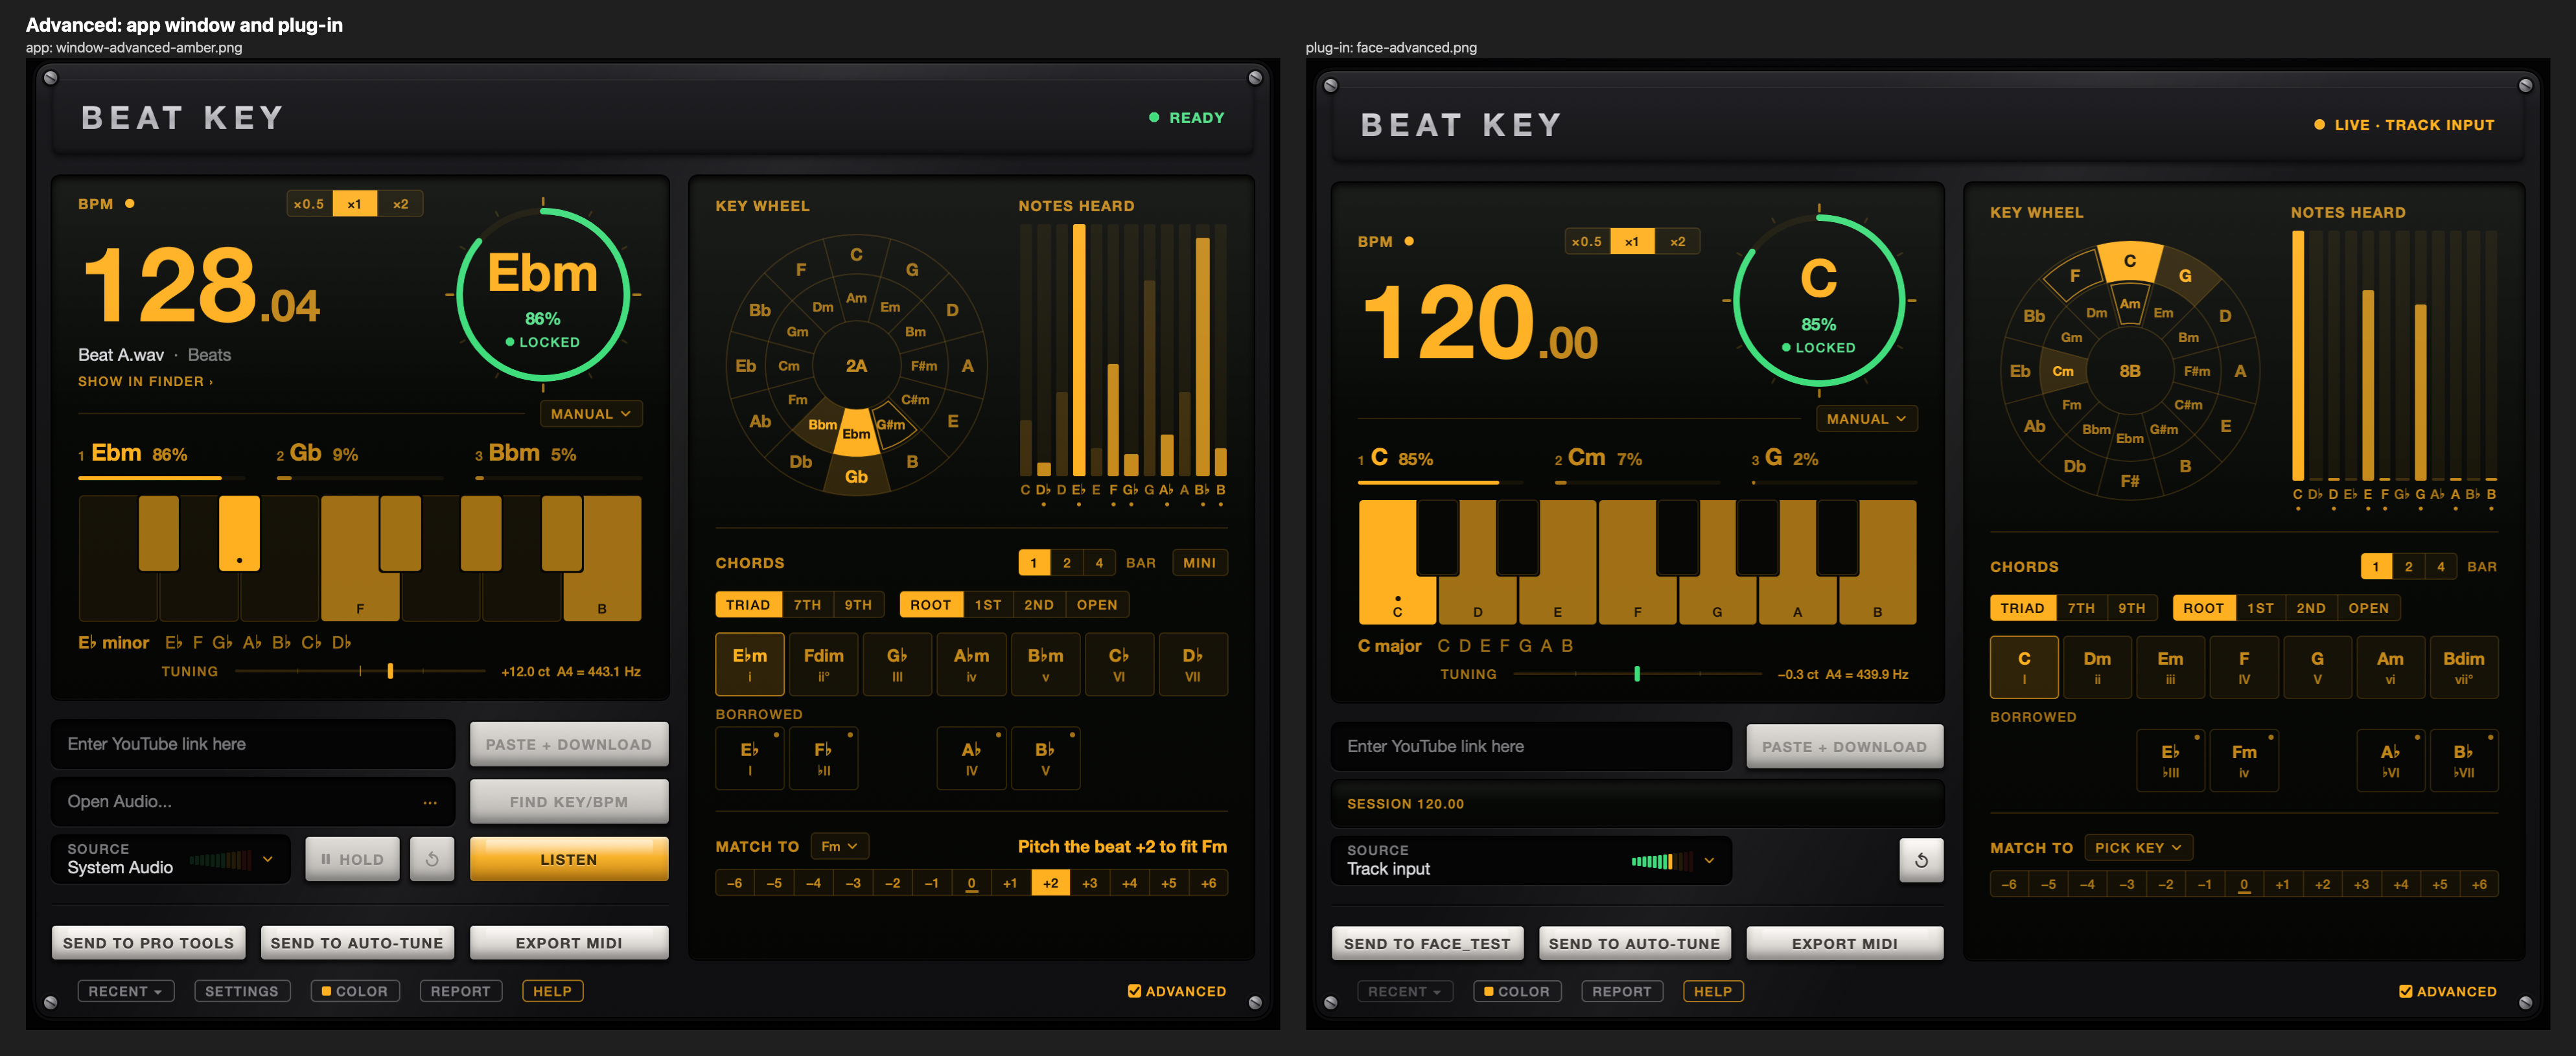 Advanced: app window and plug-in
app: window-advanced-amber.png
BEAT KEY
READY
BPM
×0.5 ×1 ×2
128.04
Ebm
86%
LOCKED
Beat A.wav · Beats
SHOW IN FINDER ›
MANUAL
1 Ebm 86%
2 Gb 9%
3 Bbm 5%
F B
E♭ minor E♭ F G♭ A♭ B♭ C♭ D♭
TUNING +12.0 ct A4 = 443.1 Hz
Enter YouTube link here
PASTE + DOWNLOAD
Open Audio... ...
FIND KEY/BPM
SOURCE
System Audio
HOLD
LISTEN
SEND TO PRO TOOLS
SEND TO AUTO-TUNE
EXPORT MIDI
RECENT
SETTINGS
COLOR
REPORT
HELP
KEY WHEEL
C G D A E B Gb Db Ab Eb Bb F
Am Em Bm F#m C#m G#m Ebm Bbm Fm Cm Gm Dm
2A
NOTES HEARD
C D♭ D E♭ E F G♭ G A♭ A B♭ B
CHORDS
1 2 4 BAR MINI
TRIAD 7TH 9TH
ROOT 1ST 2ND OPEN
E♭m Fdim G♭ A♭m B♭m C♭ D♭
i ii° III iv v VI VII
BORROWED
E♭ F♭ A♭ B♭
I ♭II IV V
MATCH TO Fm
Pitch the beat +2 to fit Fm
−6 −5 −4 −3 −2 −1 0 +1 +2 +3 +4 +5 +6
ADVANCED
plug-in: face-advanced.png
BEAT KEY
LIVE · TRACK INPUT
BPM
×0.5 ×1 ×2
120.00
C
85%
LOCKED
MANUAL
1 C 85%
2 Cm 7%
3 G 2%
C D E F G A B
C major C D E F G A B
TUNING −0.3 ct A4 = 439.9 Hz
Enter YouTube link here
PASTE + DOWNLOAD
SESSION 120.00
SOURCE
Track input
SEND TO FACE_TEST
SEND TO AUTO-TUNE
EXPORT MIDI
RECENT
COLOR
REPORT
HELP
KEY WHEEL
C G D A E B F# Db Ab Eb Bb F
Am Em Bm F#m C#m G#m Ebm Bbm Fm Cm Gm Dm
8B
NOTES HEARD
C D♭ D E♭ E F G♭ G A♭ A B♭ B
CHORDS
1 2 4 BAR
TRIAD 7TH 9TH
ROOT 1ST 2ND OPEN
C Dm Em F G Am Bdim
I ii iii IV V vi vii°
BORROWED
E♭ Fm A♭ B♭
♭III iv ♭VI ♭VII
MATCH TO PICK KEY
−6 −5 −4 −3 −2 −1 0 +1 +2 +3 +4 +5 +6
ADVANCED